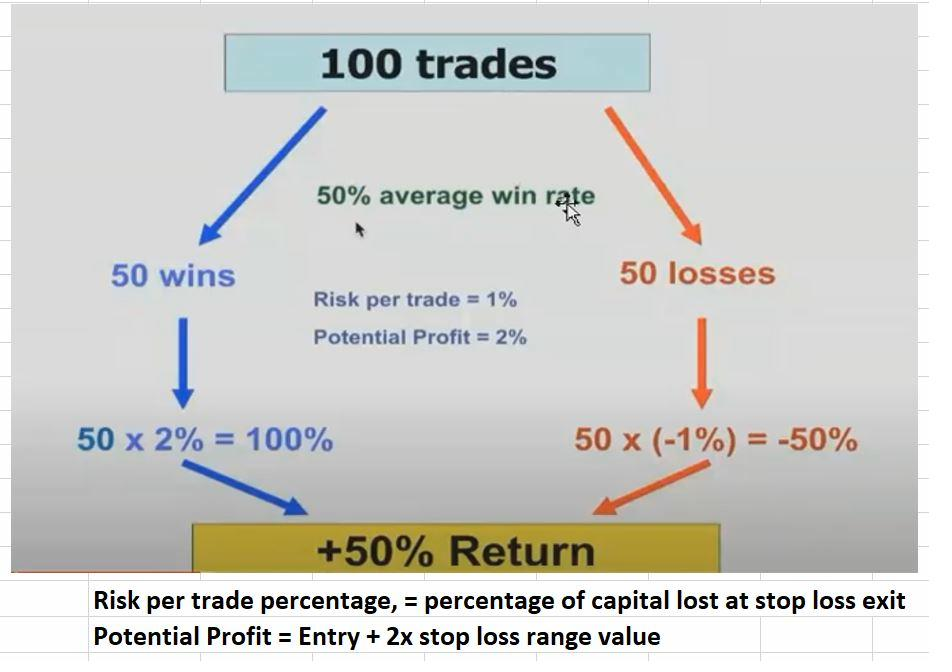 100 trades
50% average win rate
50 wins
50 losses
Risk per trade = 1%
Potential Profit = 2%
50 x 2% = 100%
50 x (-1%) = -50%
+50% Return
Risk per trade percentage, = percentage of capital lost at stop loss exit
Potential Profit = Entry + 2x stop loss range value